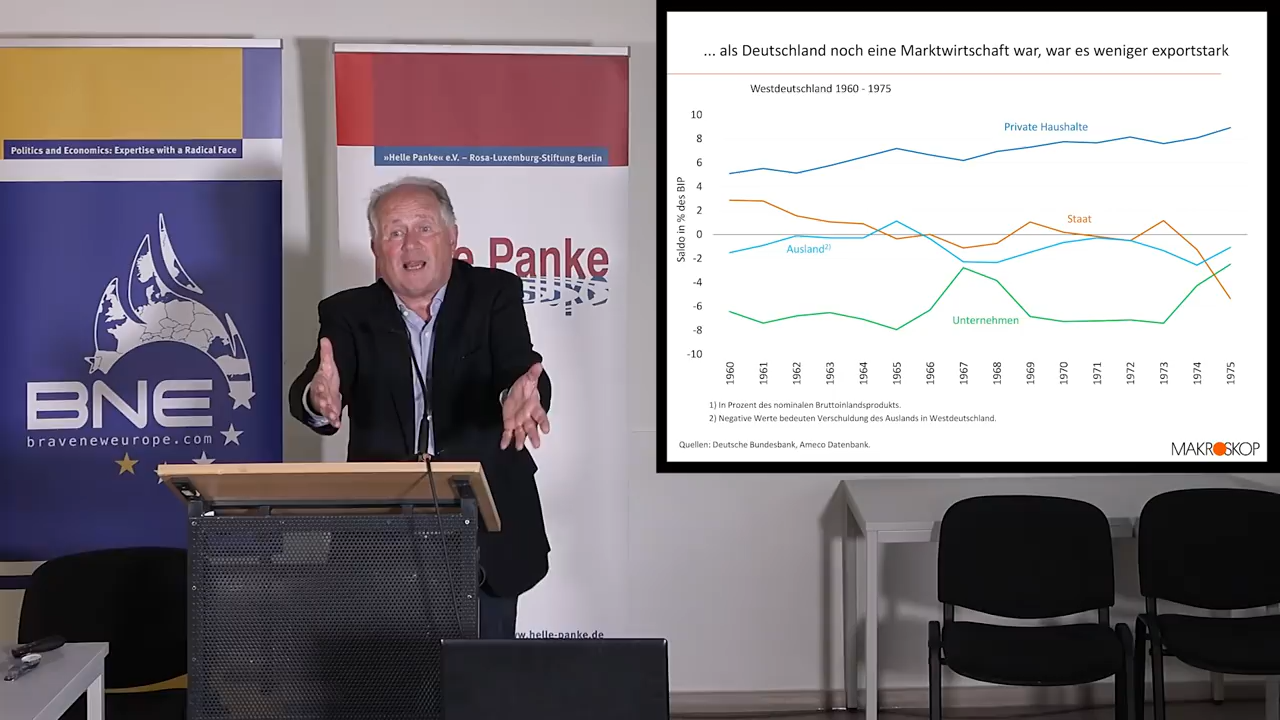 Politics and Economics: Expertise with a Radical Face
BNE
braveneweurope.com
»Helle Panke« e.V. – Rosa-Luxemburg-Stiftung Berlin
Panke
w.helle-panke.de
... als Deutschland noch eine Marktwirtschaft war, war es weniger exportstark
Westdeutschland 1960 - 1975
Saldo in % des BIP
10
8
6
4
2
0
-2
-4
-6
-8
-10
Private Haushalte
Staat
Ausland2)
Unternehmen
1960 1961 1962 1963 1964 1965 1966 1967 1968 1969 1970 1971 1972 1973 1974 1975
1) In Prozent des nominalen Bruttoinlandsprodukts.
2) Negative Werte bedeuten Verschuldung des Auslands in Westdeutschland.
Quellen: Deutsche Bundesbank, Ameco Datenbank.
MAKROSKOP